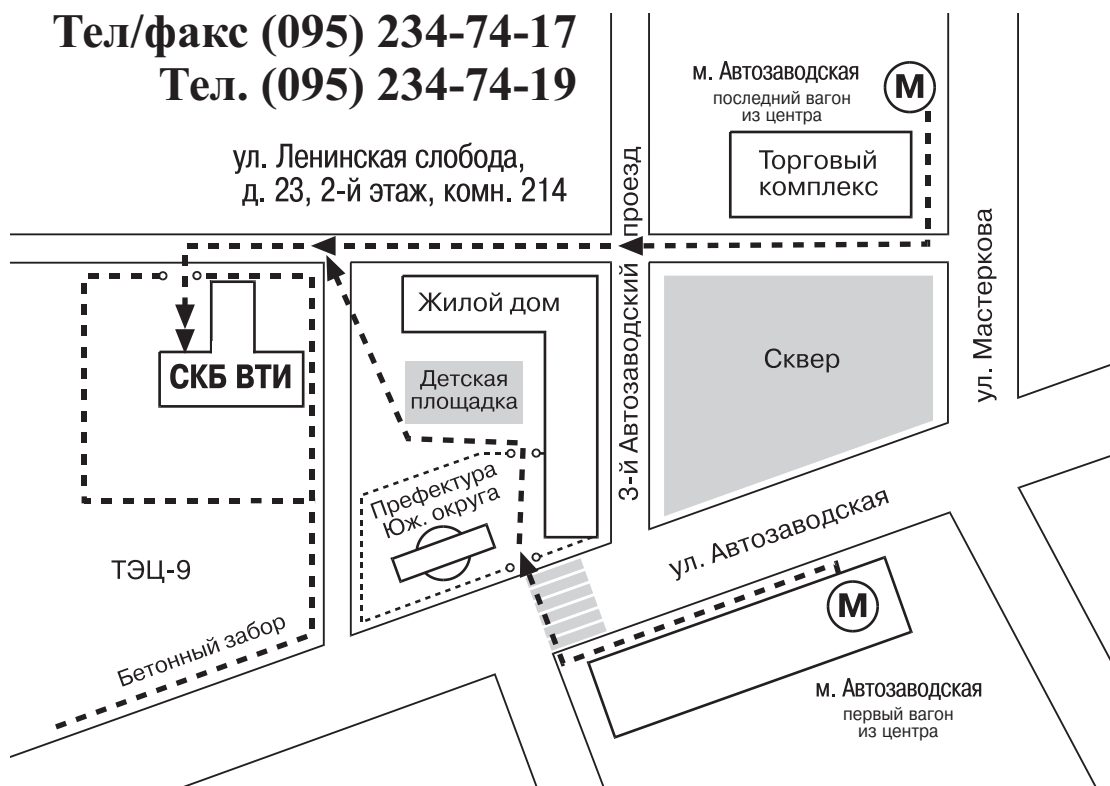 Тел/факс (095) 234-74-17
Тел. (095) 234-74-19
ул. Ленинская слобода,
д. 23, 2-й этаж, комн. 214
м. Автозаводская
последний вагон
из центра
М
Торговый
комплекс
3-й Автозаводский проезд
ул. Мастеркова
Жилой дом
Сквер
СКБ ВТИ
Детская
площадка
Префектура
Юж. округа
ул. Автозаводская
ТЭЦ-9
Бетонный забор
М
м. Автозаводская
первый вагон
из центра